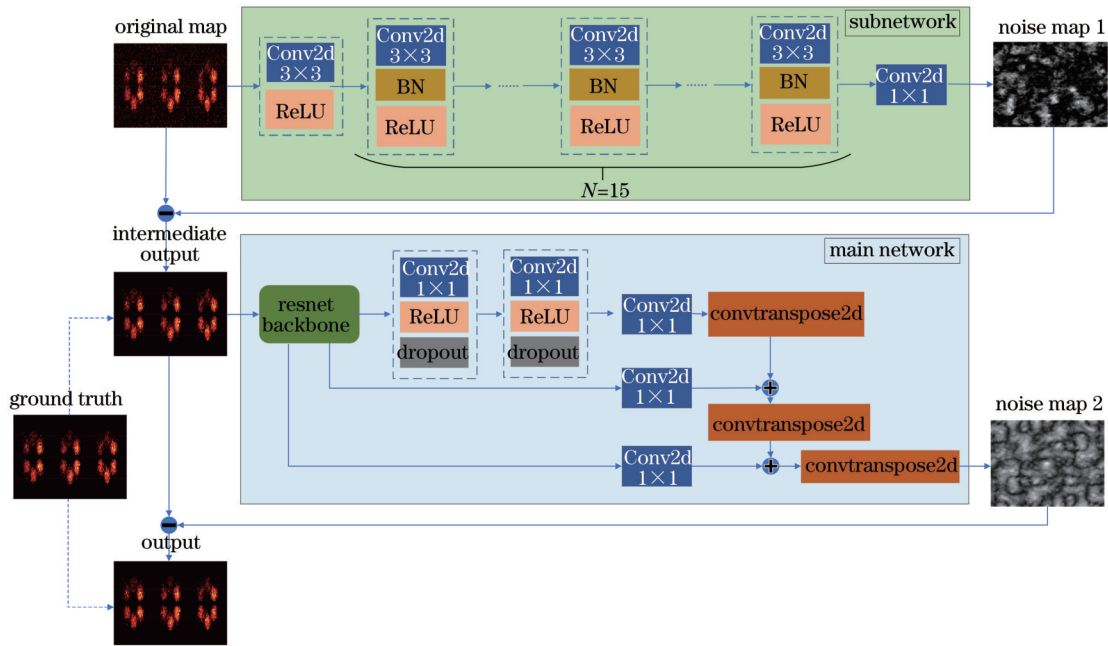 original map
subnetwork
noise map 1
Conv2d
3×3
ReLU
Conv2d
3×3
BN
ReLU
......
Conv2d
3×3
BN
ReLU
......
Conv2d
3×3
BN
ReLU
Conv2d
1×1
N=15
intermediate
output
main network
resnet
backbone
Conv2d
1×1
ReLU
dropout
Conv2d
1×1
ReLU
dropout
Conv2d
1×1
convtranspose2d
Conv2d
1×1
ground truth
convtranspose2d
noise map 2
Conv2d
1×1
convtranspose2d
output